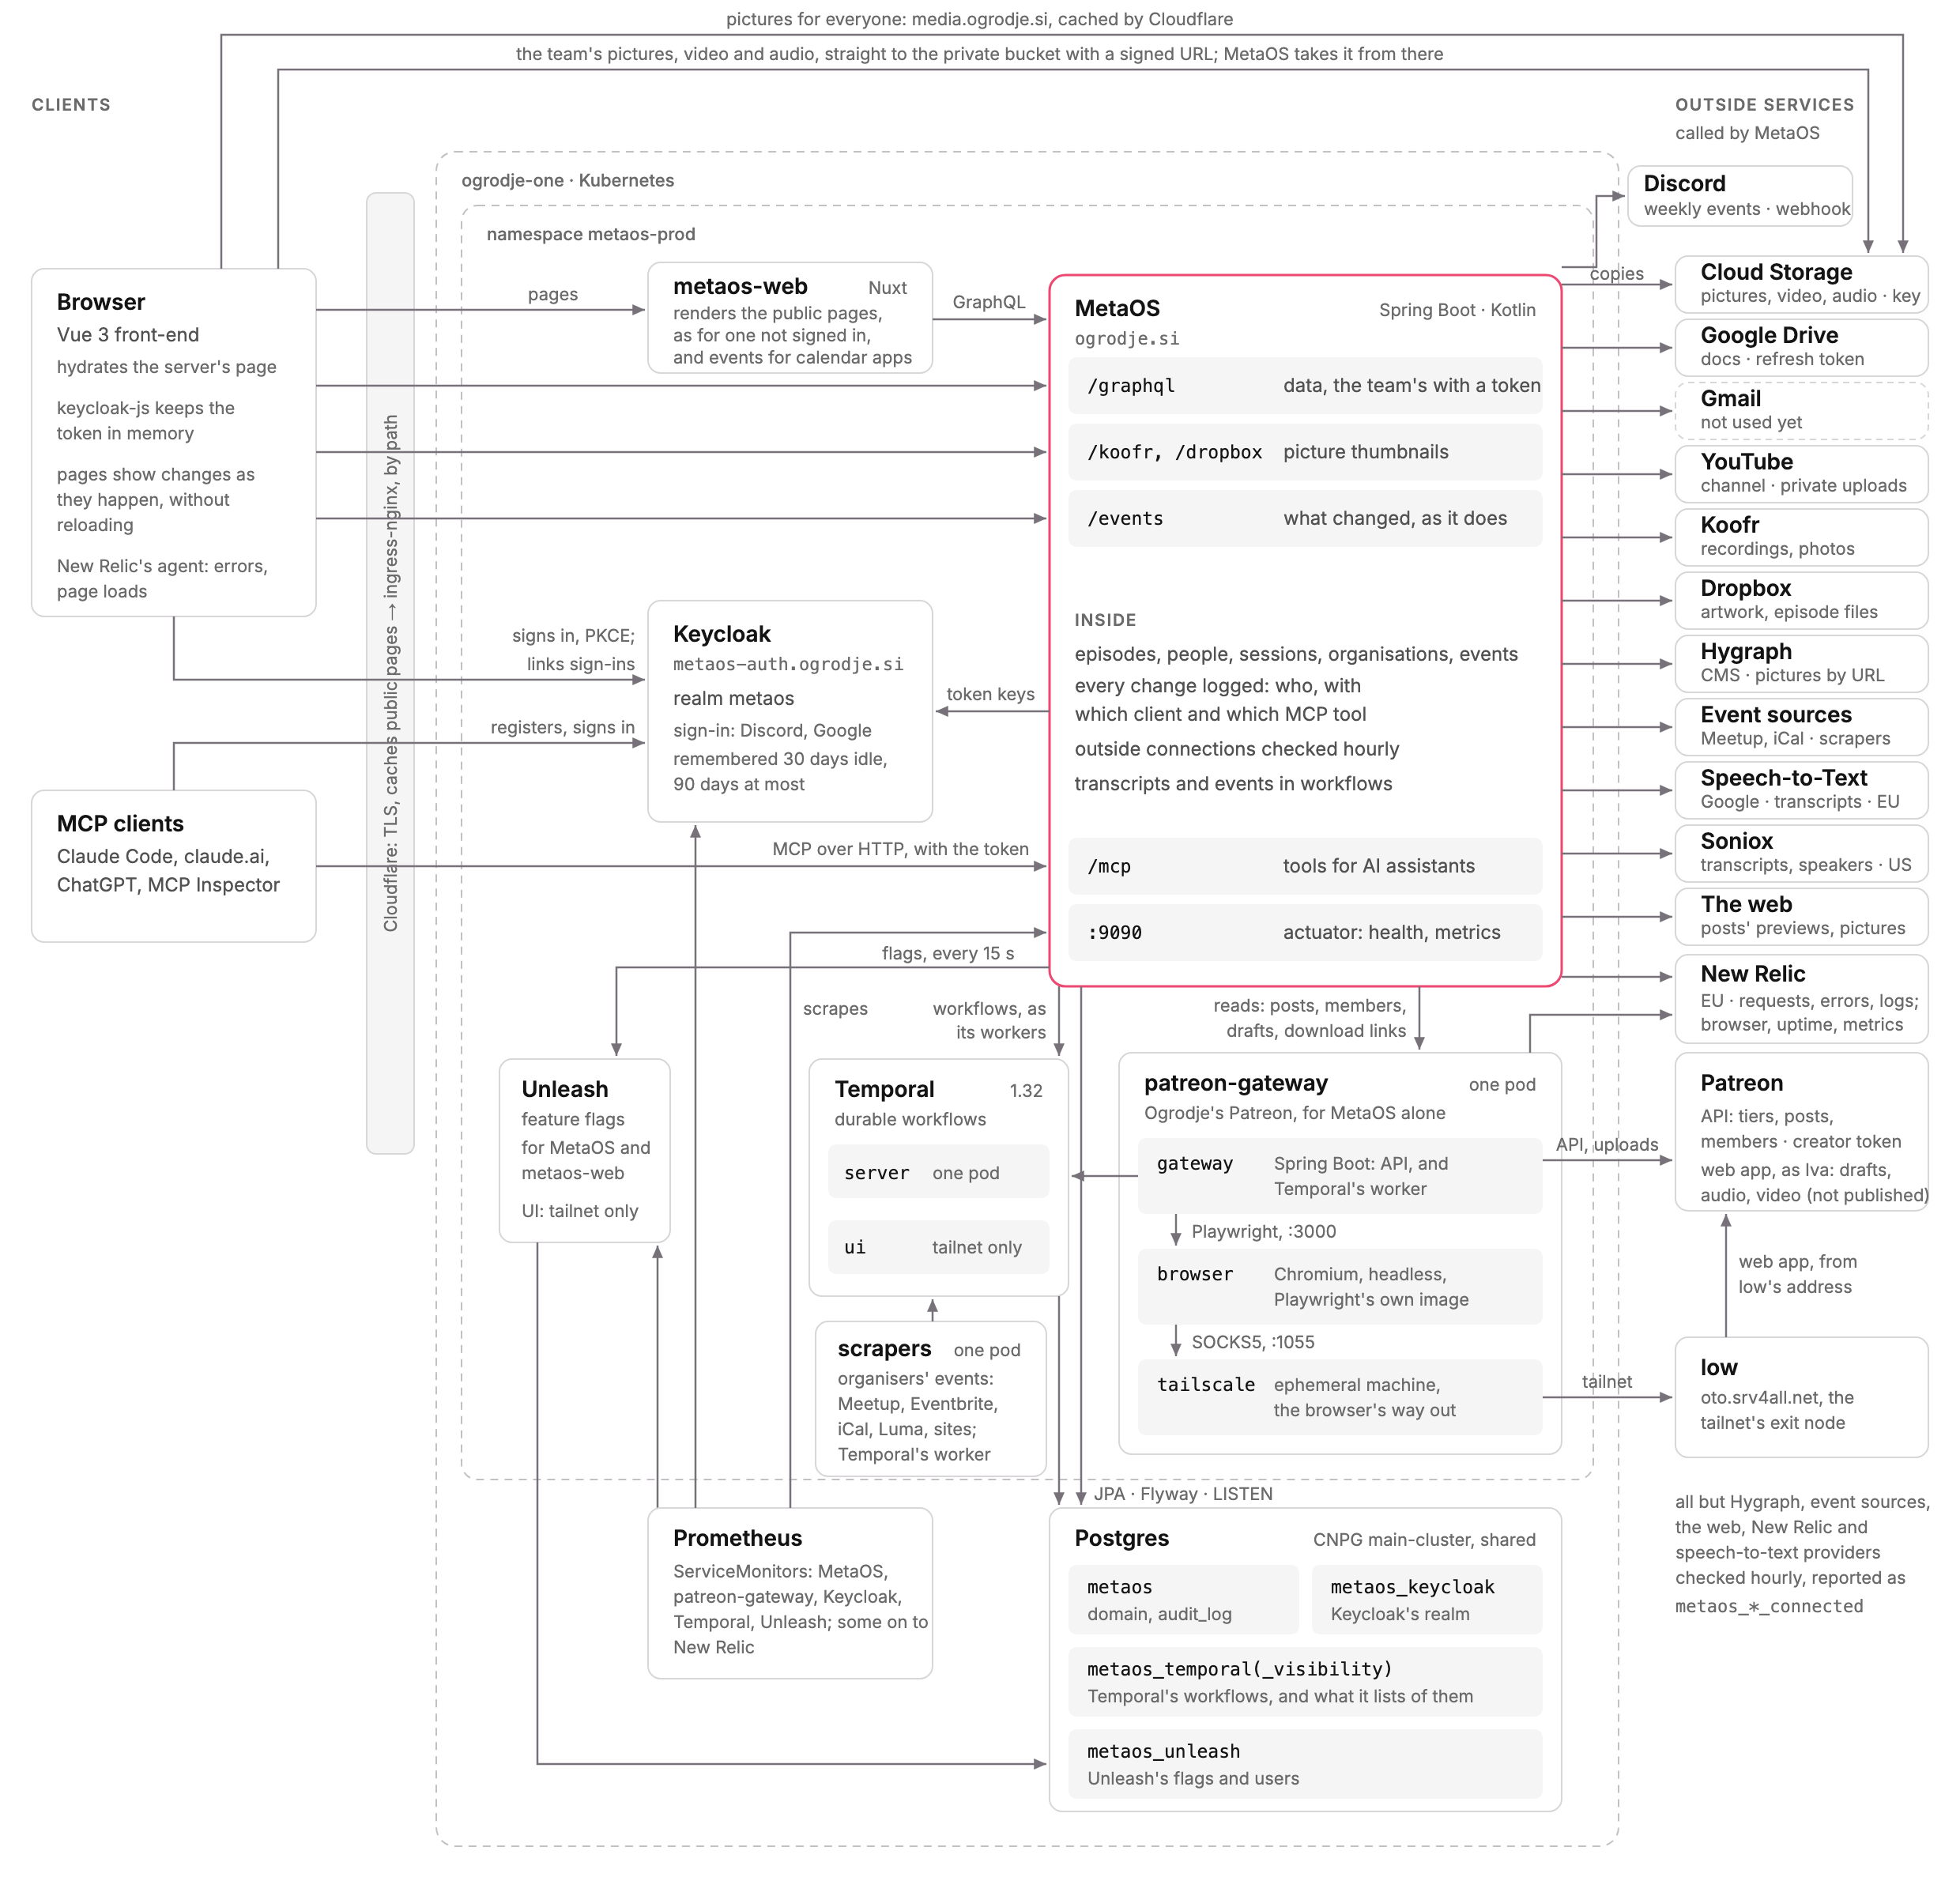 pictures for everyone: media.ogrodje.si, cached by Cloudflare
the team's pictures, video and audio, straight to the private bucket with a signed URL; MetaOS takes it from there
CLIENTS
OUTSIDE SERVICES
called by MetaOS
ogrodje-one · Kubernetes
namespace metaos-prod
Cloudflare: TLS, caches public pages → ingress-nginx, by path
Browser
Vue 3 front-end
hydrates the server's page
keycloak-js keeps the
token in memory
pages show changes as
they happen, without
reloading
New Relic's agent: errors,
page loads
MCP clients
Claude Code, claude.ai,
ChatGPT, MCP Inspector
pages
metaos-web
Nuxt
renders the public pages,
as for one not signed in,
and events for calendar apps
GraphQL
signs in, PKCE;
links sign-ins
registers, signs in
Keycloak
metaos-auth.ogrodje.si
realm metaos
sign-in: Discord, Google
remembered 30 days idle,
90 days at most
token keys
MCP over HTTP, with the token
MetaOS
Spring Boot · Kotlin
ogrodje.si
/graphql
data, the team's with a token
/koofr, /dropbox
picture thumbnails
/events
what changed, as it does
INSIDE
episodes, people, sessions, organisations, events
every change logged: who, with
which client and which MCP tool
outside connections checked hourly
transcripts and events in workflows
/mcp
tools for AI assistants
:9090
actuator: health, metrics
flags, every 15 s
scrapes
workflows, as
its workers
reads: posts, members,
drafts, download links
Unleash
feature flags
for MetaOS and
metaos-web
UI: tailnet only
Temporal
1.32
durable workflows
server
one pod
ui
tailnet only
scrapers
one pod
organisers' events:
Meetup, Eventbrite,
iCal, Luma, sites;
Temporal's worker
patreon-gateway
one pod
Ogrodje's Patreon, for MetaOS alone
gateway
Spring Boot: API, and
Temporal's worker
Playwright, :3000
browser
Chromium, headless,
Playwright's own image
SOCKS5, :1055
tailscale
ephemeral machine,
the browser's way out
JPA · Flyway · LISTEN
Prometheus
ServiceMonitors: MetaOS,
patreon-gateway, Keycloak,
Temporal, Unleash; some on to
New Relic
Postgres
CNPG main-cluster, shared
metaos
domain, audit_log
metaos_keycloak
Keycloak's realm
metaos_temporal(_visibility)
Temporal's workflows, and what it lists of them
metaos_unleash
Unleash's flags and users
Discord
weekly events · webhook
copies
Cloud Storage
pictures, video, audio · key
Google Drive
docs · refresh token
Gmail
not used yet
YouTube
channel · private uploads
Koofr
recordings, photos
Dropbox
artwork, episode files
Hygraph
CMS · pictures by URL
Event sources
Meetup, iCal · scrapers
Speech-to-Text
Google · transcripts · EU
Soniox
transcripts, speakers · US
The web
posts' previews, pictures
New Relic
EU · requests, errors, logs;
browser, uptime, metrics
API, uploads
Patreon
API: tiers, posts,
members · creator token
web app, as Iva: drafts,
audio, video (not published)
web app, from
low's address
tailnet
low
oto.srv4all.net, the
tailnet's exit node
all but Hygraph, event sources,
the web, New Relic and
speech-to-text providers
checked hourly, reported as
metaos_*_connected